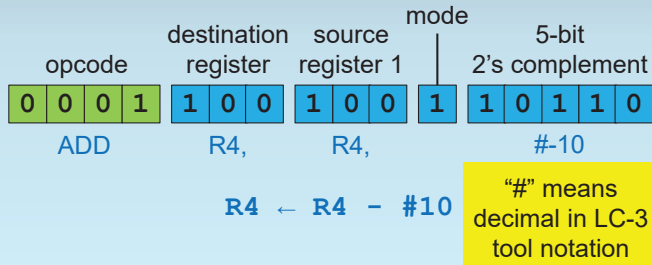 mode
destination source 5-bit
opcode register register 1 2's complement
0 0 0 1 1 0 0 1 0 0 1 1 0 1 1 0
ADD R4, R4, #-10
R4 ← R4 - #10
“#” means
decimal in LC-3
tool notation